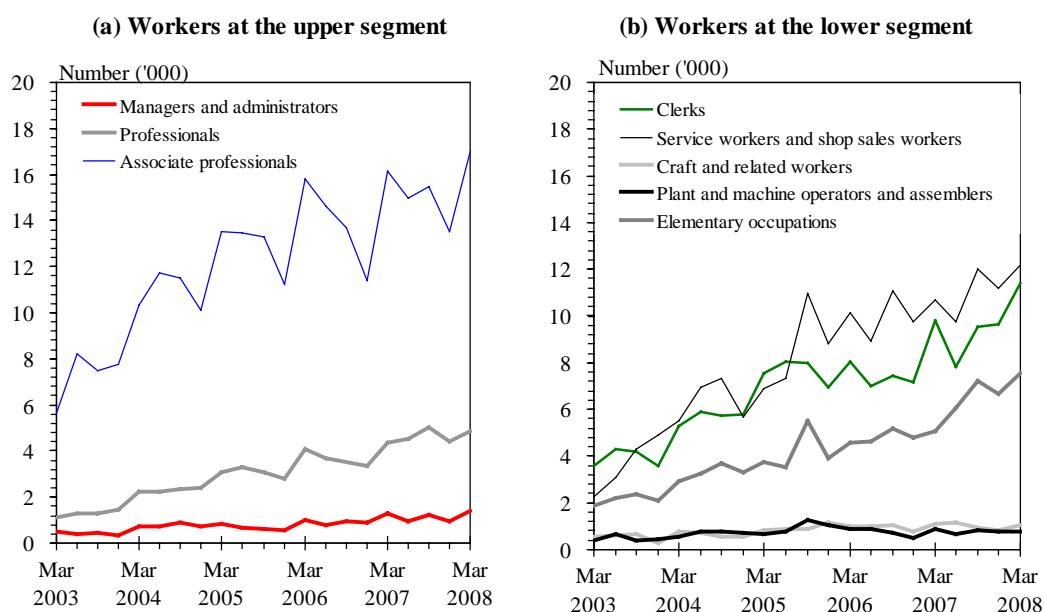 (a) Workers at the upper segment
Number ('000)
20
18
16
14
12
10
8
6
4
2
0
Managers and administrators
Professionals
Associate professionals
Mar
2003
Mar
2004
Mar
2005
Mar
2006
Mar
2007
Mar
2008
(b) Workers at the lower segment
Number ('000)
20
18
16
14
12
10
8
6
4
2
0
Clerks
Service workers and shop sales workers
Craft and related workers
Plant and machine operators and assemblers
Elementary occupations
Mar
2003
Mar
2004
Mar
2005
Mar
2006
Mar
2007
Mar
2008